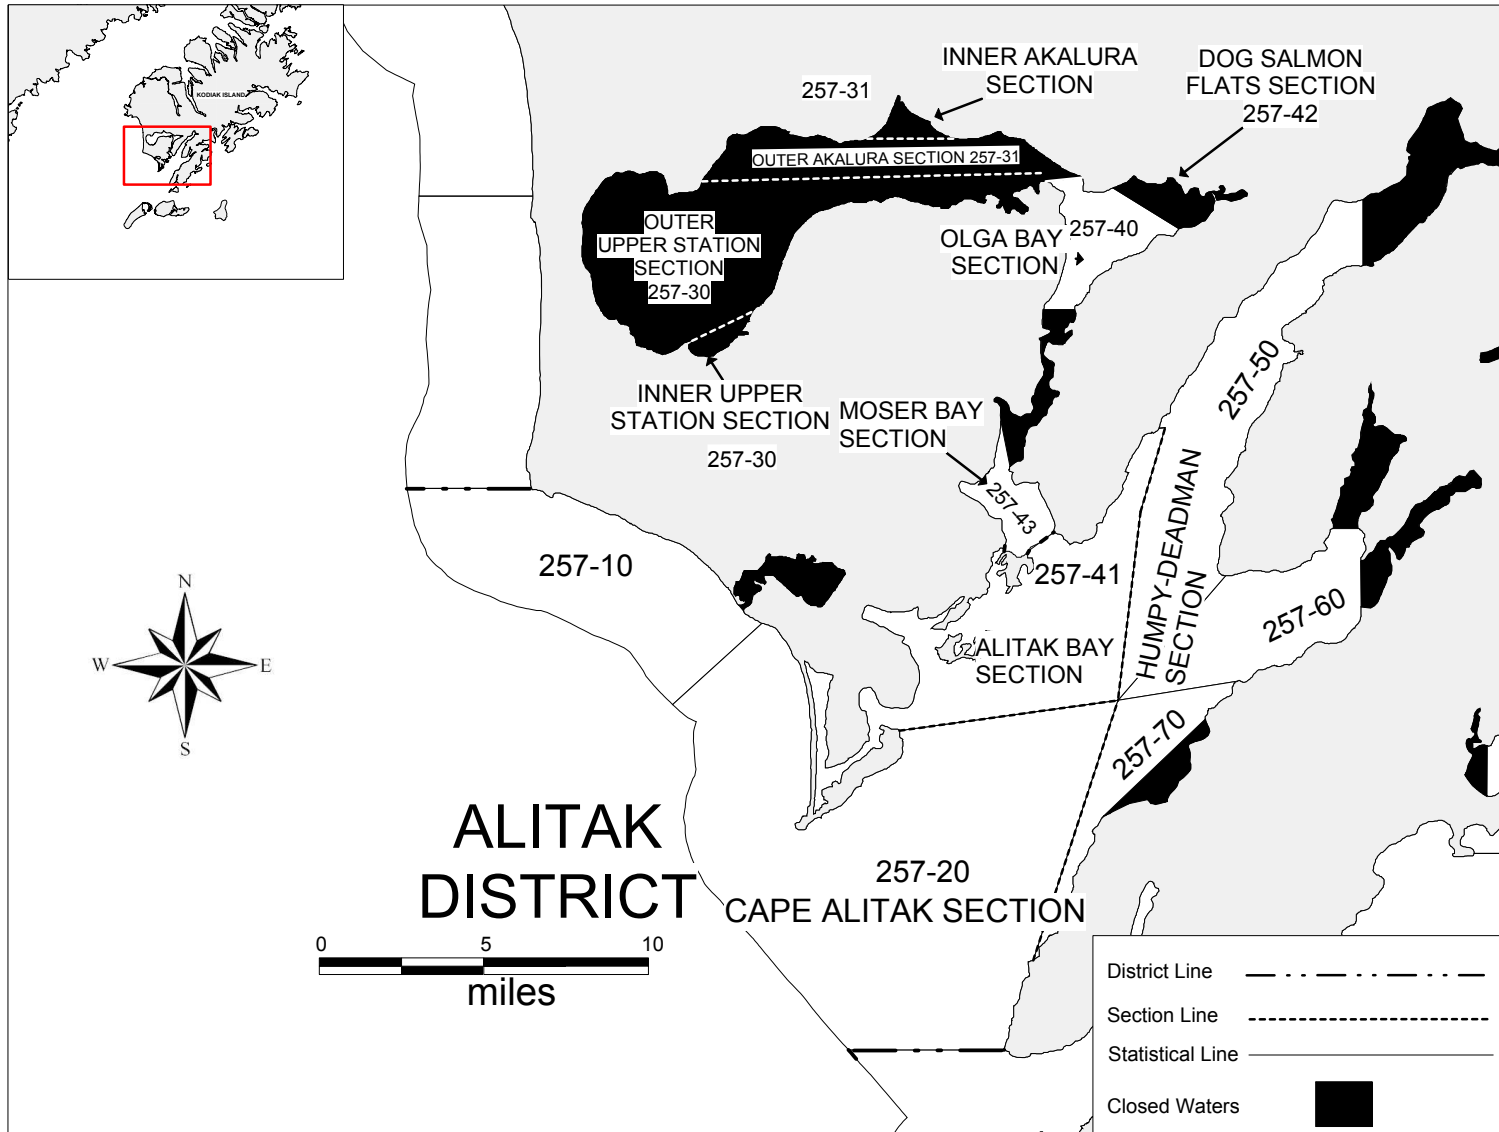 KODIAK ISLAND
257-31
INNER AKALURA
SECTION
DOG SALMON
FLATS SECTION
257-42
OUTER AKALURA SECTION 257-31
OUTER
UPPER STATION
SECTION
257-30
OLGA BAY
SECTION
257-40
INNER UPPER
STATION SECTION
257-30
MOSER BAY
SECTION
257-43
257-50
HUMPY-DEADMAN
SECTION
257-10
257-41
257-60
ALITAK BAY
SECTION
257-70
N
W
E
S
ALITAK
DISTRICT
257-20
CAPE ALITAK SECTION
0 5 10
miles
District Line
Section Line
Statistical Line
Closed Waters